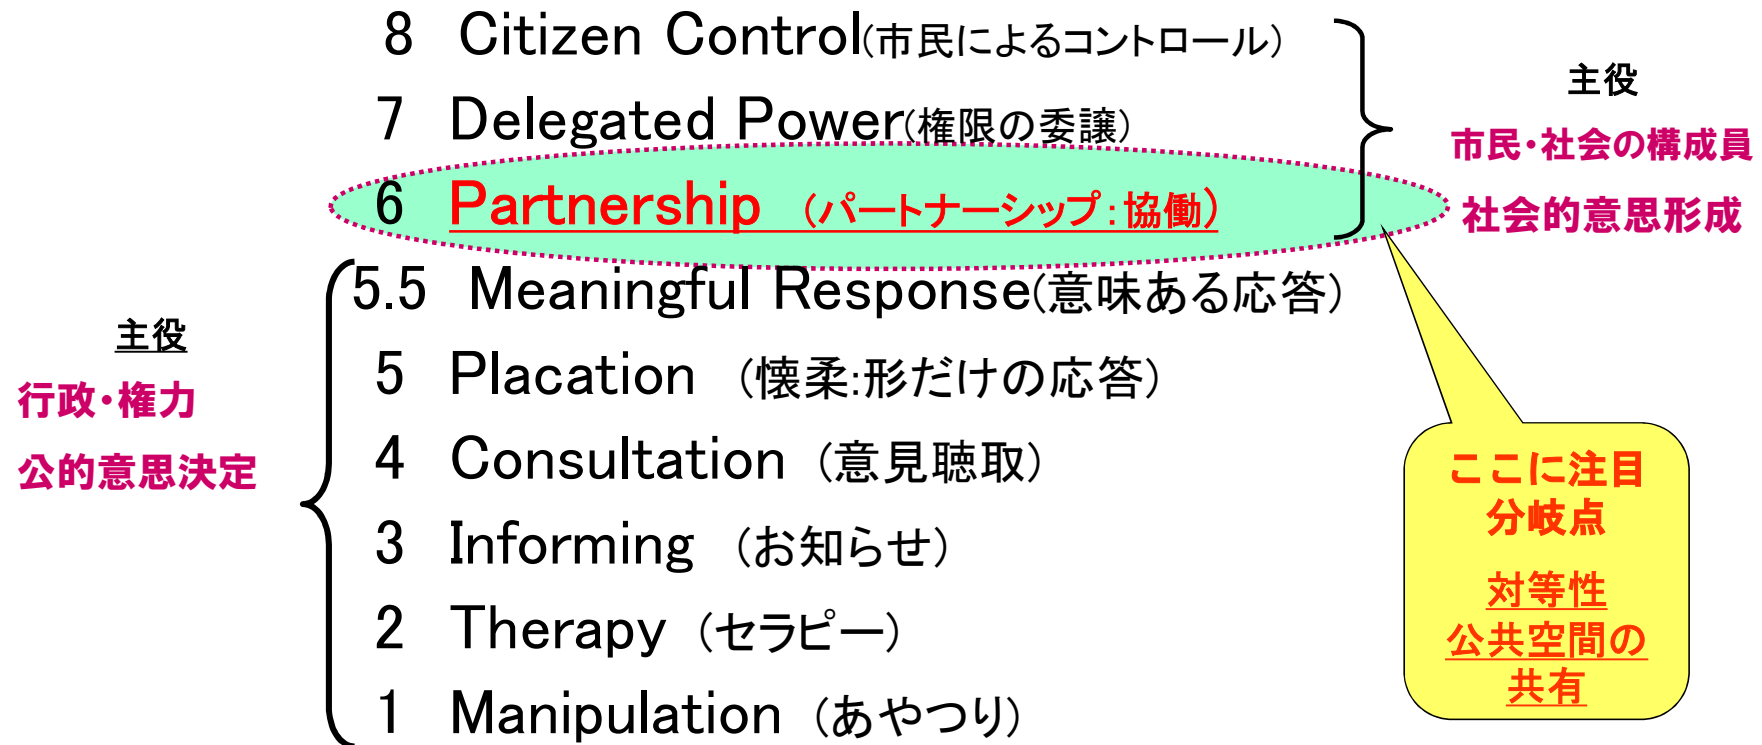 8 Citizen Control(市民によるコントロール)
7 Delegated Power(権限の委譲)
6 Partnership (パートナーシップ:協働)
5.5 Meaningful Response(意味ある応答)
5 Placation (懐柔:形だけの応答)
4 Consultation (意見聴取)
3 Informing (お知らせ)
2 Therapy (セラピー)
1 Manipulation (あやつり)
主役
市民・社会の構成員
社会的意思形成
主役
行政・権力
公的意思決定
ここに注目
分岐点
対等性
公共空間の
共有